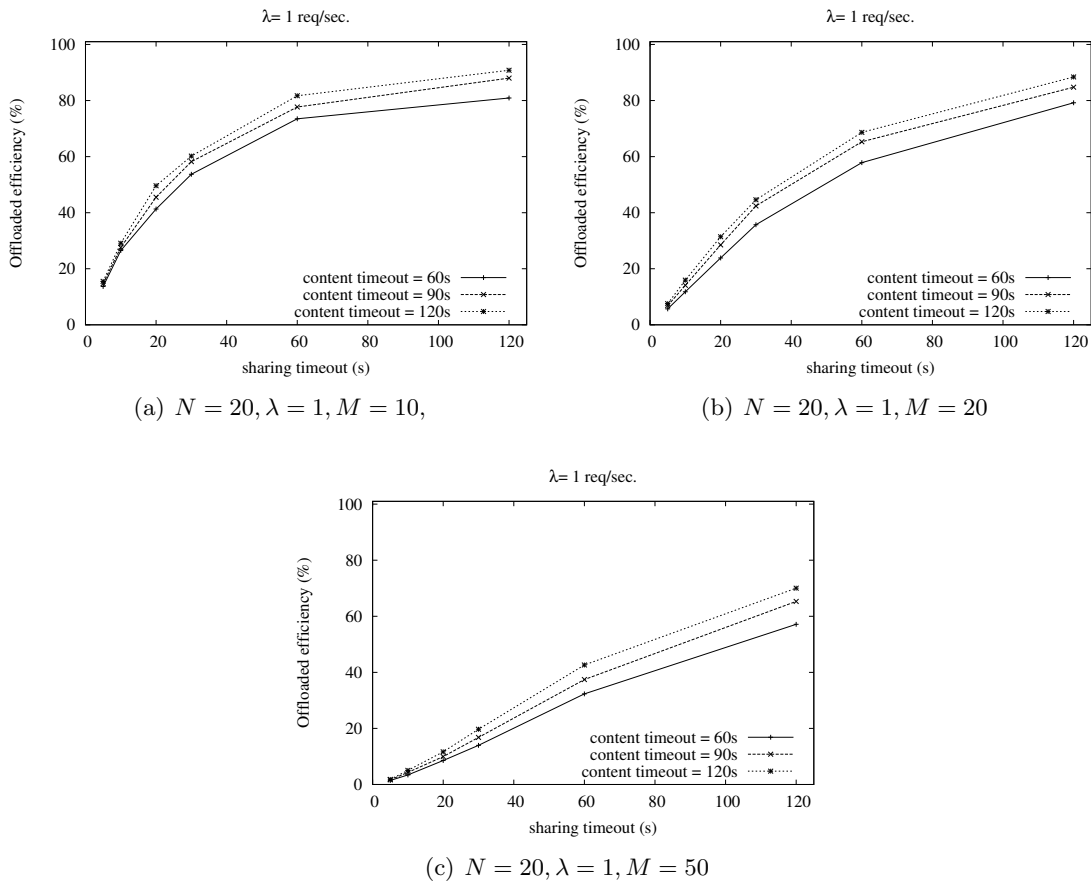 λ= 1 req/sec.
100
80
60
40
20
0
Offloaded efficiency (%)
content timeout = 60s
content timeout = 90s
content timeout = 120s
0 20 40 60 80 100 120
sharing timeout (s)
(a) N = 20, λ = 1, M = 10,
λ= 1 req/sec.
100
80
60
40
20
0
Offloaded efficiency (%)
content timeout = 60s
content timeout = 90s
content timeout = 120s
0 20 40 60 80 100 120
sharing timeout (s)
(b) N = 20, λ = 1, M = 20
λ= 1 req/sec.
100
80
60
40
20
0
Offloaded efficiency (%)
content timeout = 60s
content timeout = 90s
content timeout = 120s
0 20 40 60 80 100 120
sharing timeout (s)
(c) N = 20, λ = 1, M = 50